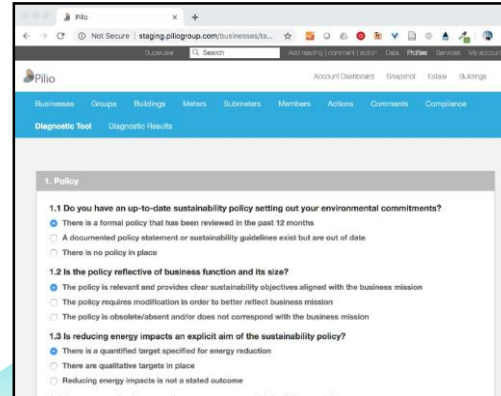 Pilo
Not Secure | staging.piliogroup.com/businesses/ta...
Superuser Search Add reading | comment | action Data Profiles Services My account
Pilio Account Dashboard Snapshot Estate Buildings
Businesses Groups Buildings Meters Submeters Members Actions Comments Compliance
Diagnostic Tool Diagnostic Results
1. Policy
1.1 Do you have an up-to-date sustainability policy setting out your environmental commitments?
There is a formal policy that has been reviewed in the past 12 months
A documented policy statement or sustainability guidelines exist but are out of date
There is no policy in place
1.2 Is the policy reflective of business function and its size?
The policy is relevant and provides clear sustainability objectives aligned with the business mission
The policy requires modification in order to better reflect business mission
The policy is obsolete/absent and/or does not correspond with the business mission
1.3 Is reducing energy impacts an explicit aim of the sustainability policy?
There is a quantified target specified for energy reduction
There are qualitative targets in place
Reducing energy impacts is not a stated outcome